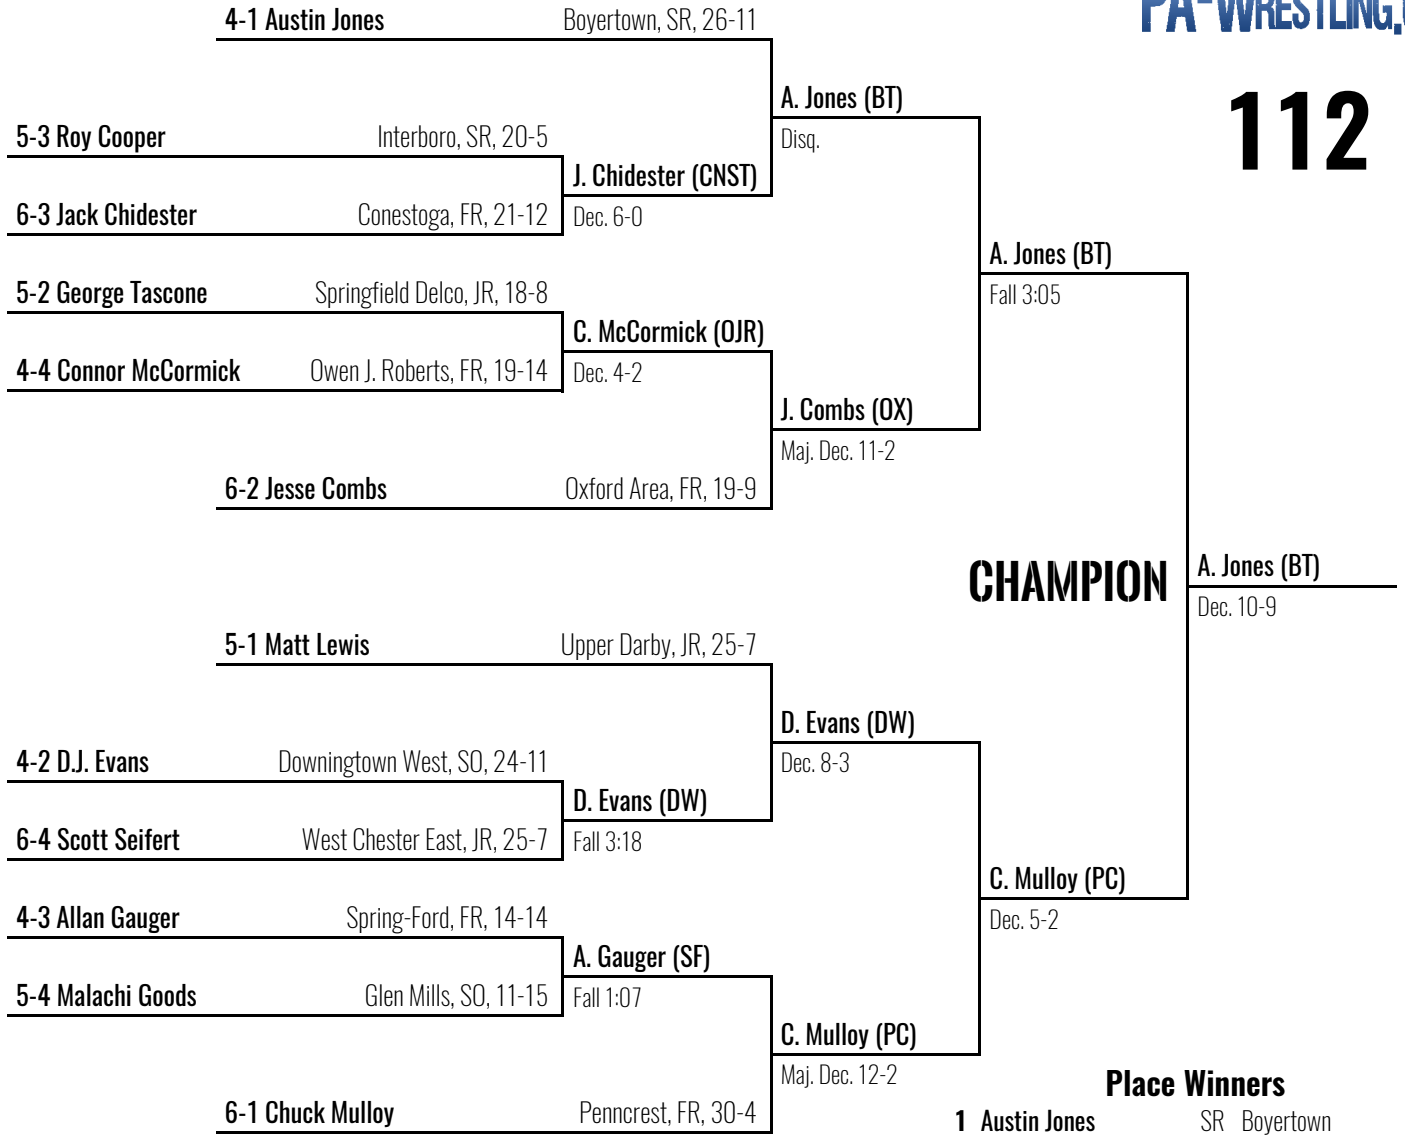 4-1 Austin Jones Boyertown, SR, 26-11
PA-WRESTLING.
112
A. Jones (BT)
Disq.
5-3 Roy Cooper Interboro, SR, 20-5
J. Chidester (CNST)
Dec. 6-0
6-3 Jack Chidester Conestoga, FR, 21-12
A. Jones (BT)
Fall 3:05
5-2 George Tascone Springfield Delco, JR, 18-8
C. McCormick (OJR)
Dec. 4-2
4-4 Connor McCormick Owen J. Roberts, FR, 19-14
J. Combs (OX)
Maj. Dec. 11-2
6-2 Jesse Combs Oxford Area, FR, 19-9
CHAMPION
A. Jones (BT)
Dec. 10-9
5-1 Matt Lewis Upper Darby, JR, 25-7
D. Evans (DW)
Dec. 8-3
4-2 D.J. Evans Downingtown West, SO, 24-11
D. Evans (DW)
Fall 3:18
6-4 Scott Seifert West Chester East, JR, 25-7
C. Mulloy (PC)
Dec. 5-2
4-3 Allan Gauger Spring-Ford, FR, 14-14
A. Gauger (SF)
Fall 1:07
5-4 Malachi Goods Glen Mills, SO, 11-15
C. Mulloy (PC)
Maj. Dec. 12-2
6-1 Chuck Mulloy Penncrest, FR, 30-4
Place Winners
1 Austin Jones SR Boyertown